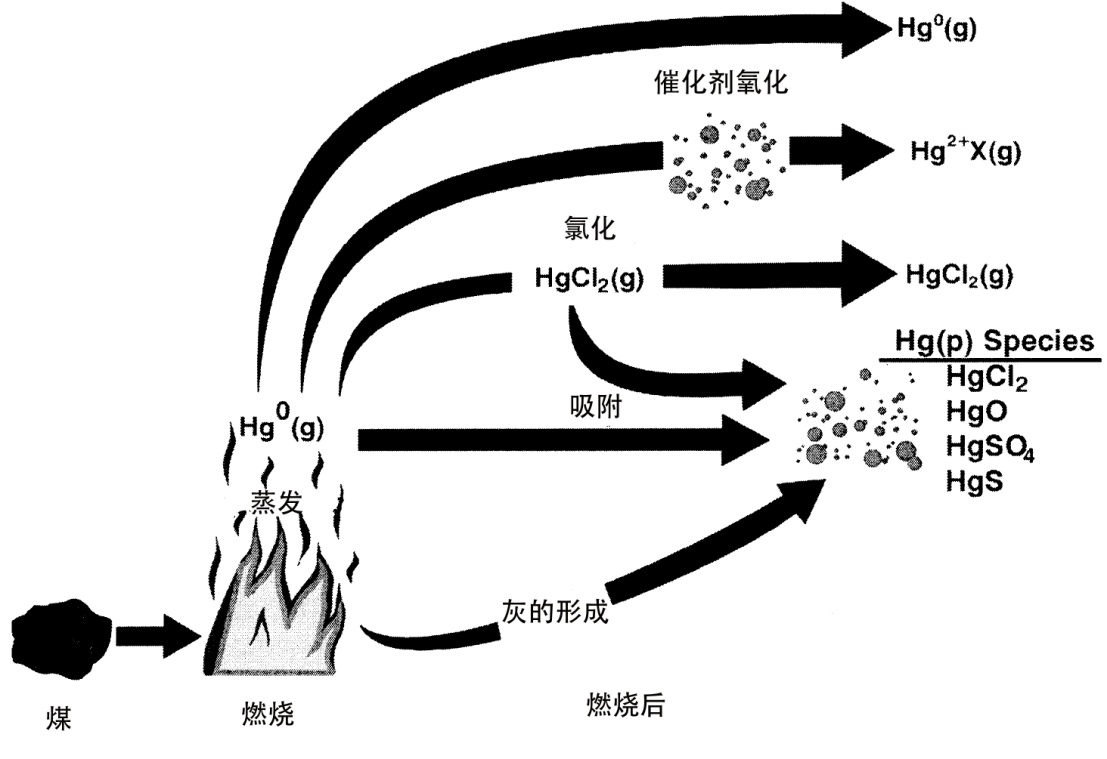 Hg⁰(g)
催化剂氧化
Hg²⁺X(g)
氯化
HgCl₂(g)
HgCl₂(g)
Hg(p) Species
HgCl₂
HgO
HgSO₄
HgS
吸附
Hg⁰(g)
蒸发
灰的形成
煤
燃烧
燃烧后